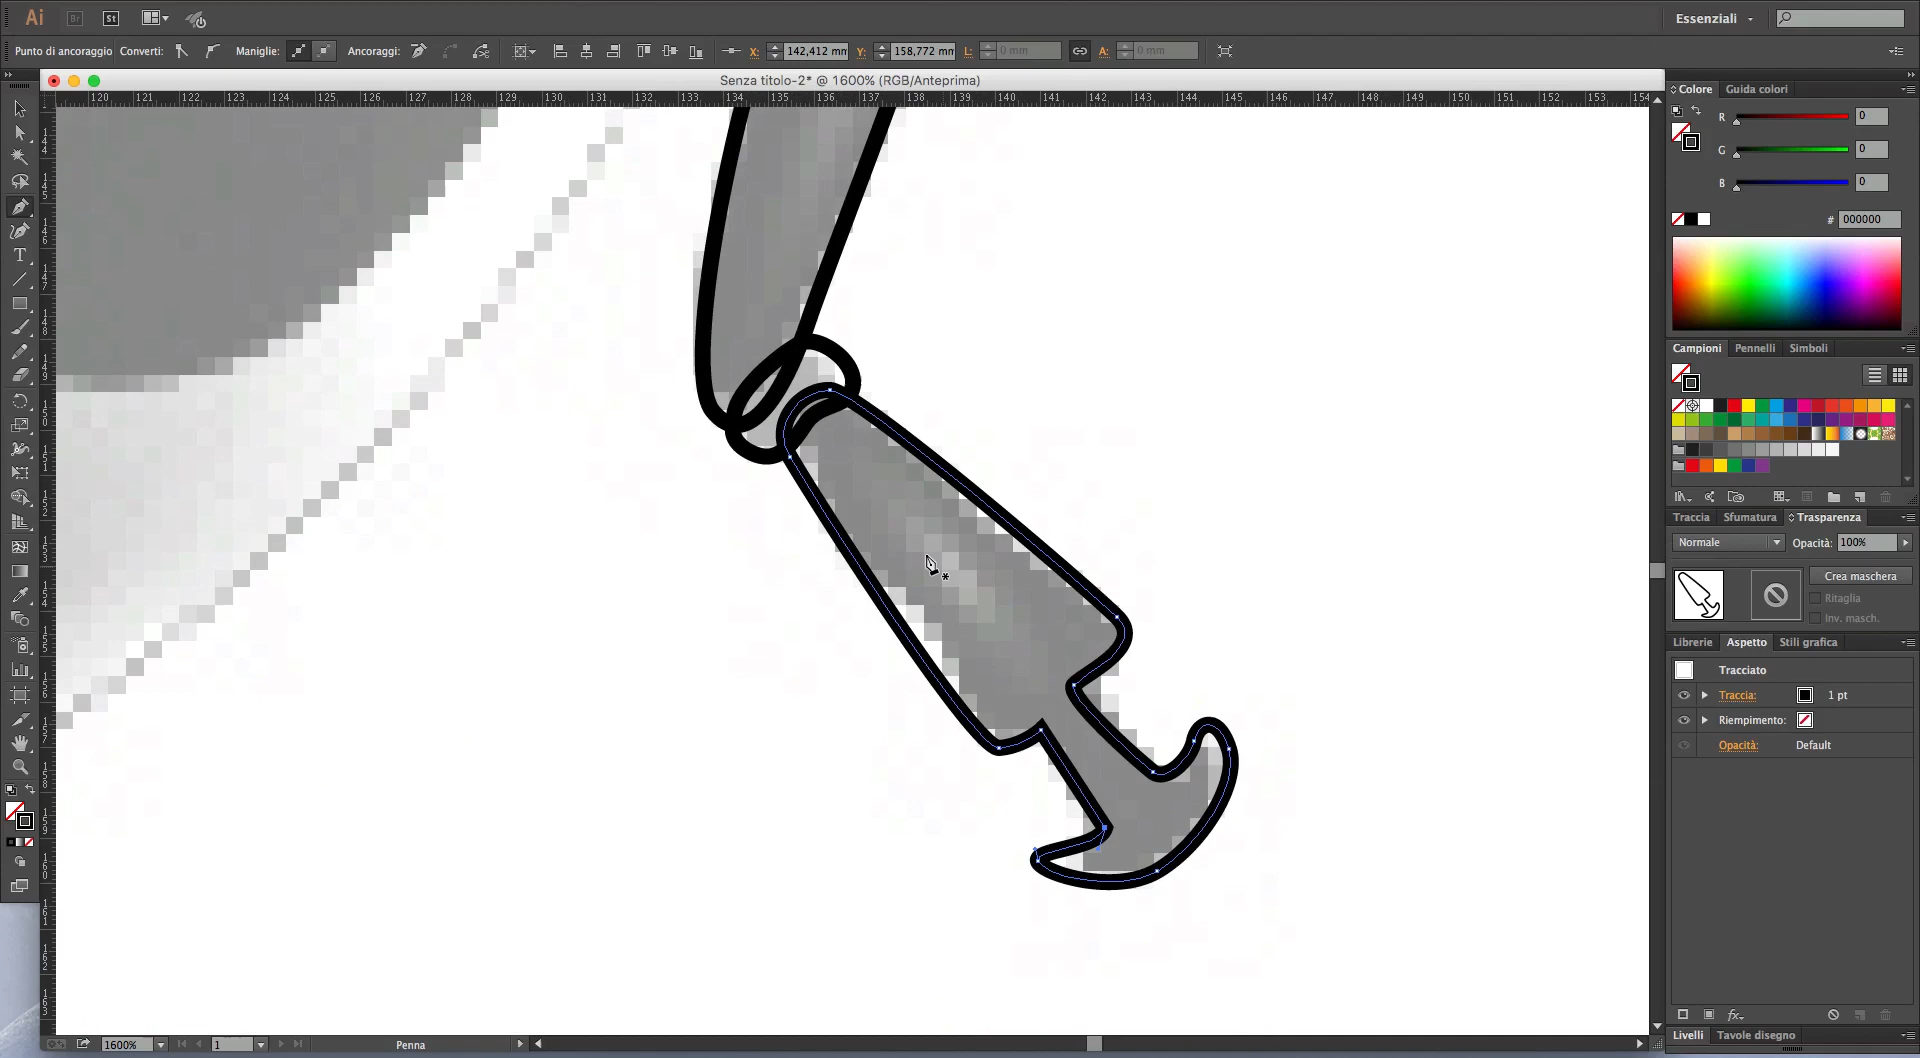 Ai Br St Essenziali
Punto di ancoraggio Converti: Maniglie: Ancoraggi: X: 142,412 mm Y: 158,772 mm L: 0 mm A: 0 mm
Senza titolo-2* @ 1600% (RGB/Anteprima)
120 121 122 123 124 125 126 127 128 129 130 131 132 133 134 135 136 137 138 139 140 141 142 143 144 145 146 147 148 149 150 151 152 153 154
Colore Guida colori
R 0
G 0
B 0
# 000000
Campioni Pennelli Simboli
Traccia Sfumatura Trasparenza
Normale Opacità: 100%
Crea maschera
Ritaglia
Inv. masch.
Librerie Aspetto Stili grafica
Tracciato
Traccia: 1 pt
Riempimento:
Opacità: Default
fx
Livelli Tavole disegno
1600% 1 Penna